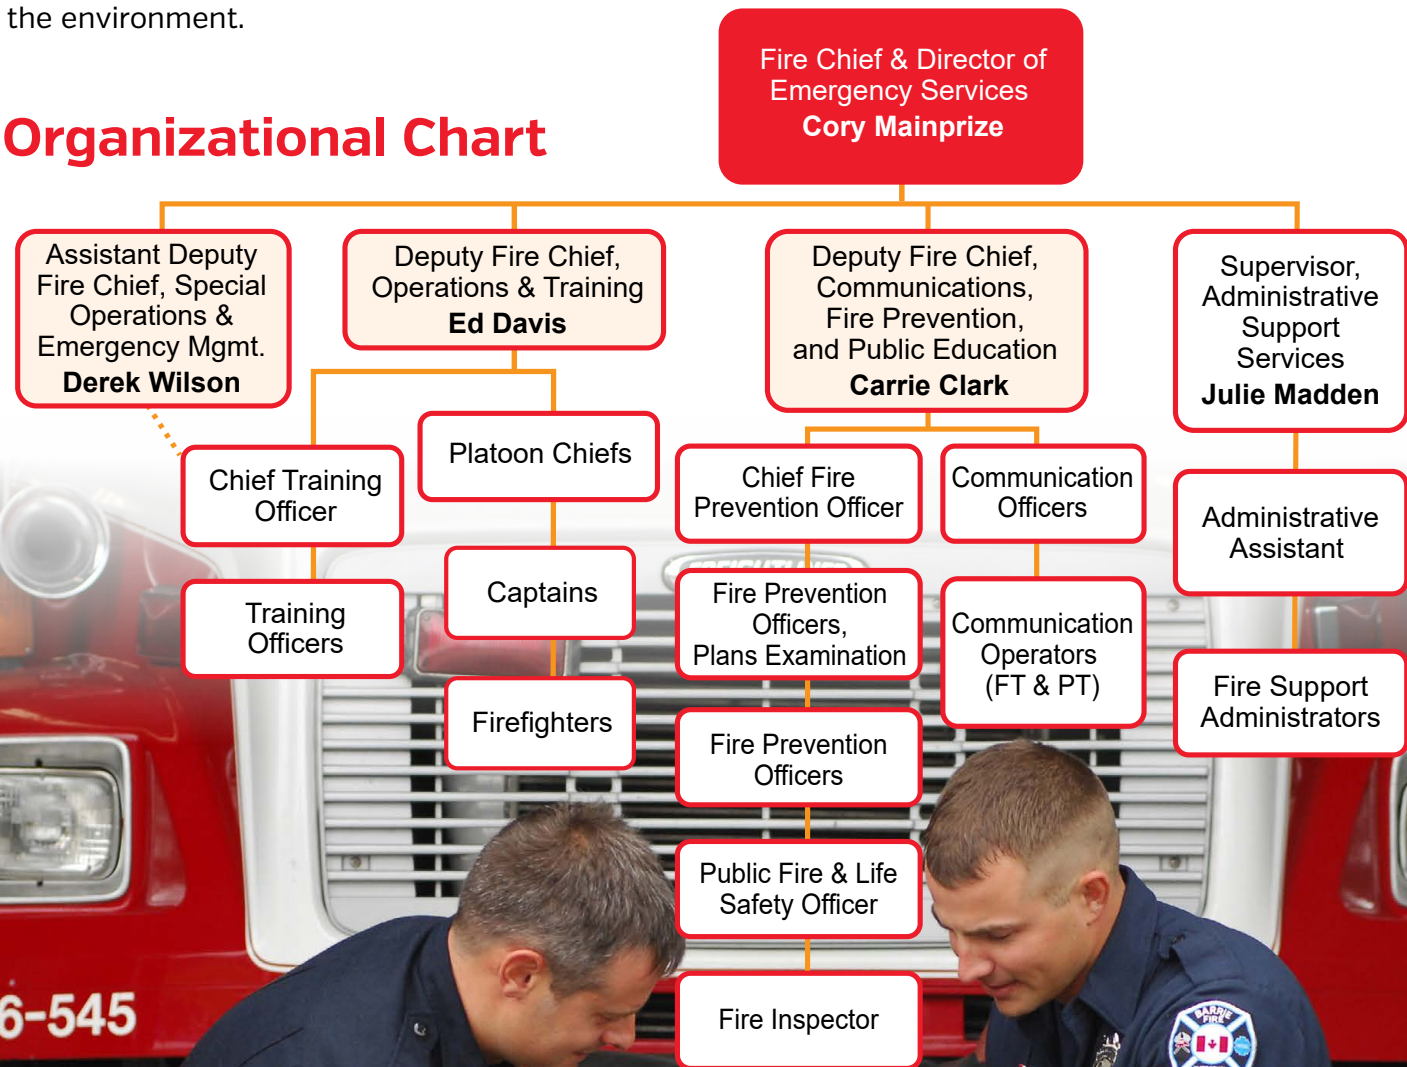 the environment.
Organizational Chart
Fire Chief & Director of
Emergency Services
Cory Mainprize
Assistant Deputy
Fire Chief, Special
Operations &
Emergency Mgmt.
Derek Wilson
Deputy Fire Chief,
Operations & Training
Ed Davis
Deputy Fire Chief,
Communications,
Fire Prevention,
and Public Education
Carrie Clark
Supervisor,
Administrative
Support
Services
Julie Madden
Chief Training
Officer
Training
Officers
Platoon Chiefs
Captains
Firefighters
Chief Fire
Prevention Officer
Fire Prevention
Officers,
Plans Examination
Fire Prevention
Officers
Public Fire & Life
Safety Officer
Fire Inspector
Communication
Officers
Communication
Operators
(FT & PT)
Administrative
Assistant
Fire Support
Administrators
6-545
BARRIE
FIRE